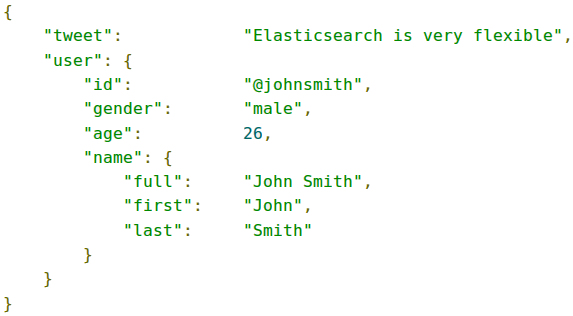 {
    "tweet":            "Elasticsearch is very flexible",
    "user": {
        "id":           "@johnsmith",
        "gender":       "male",
        "age":          26,
        "name": {
            "full":     "John Smith",
            "first":    "John",
            "last":     "Smith"
        }
    }
}